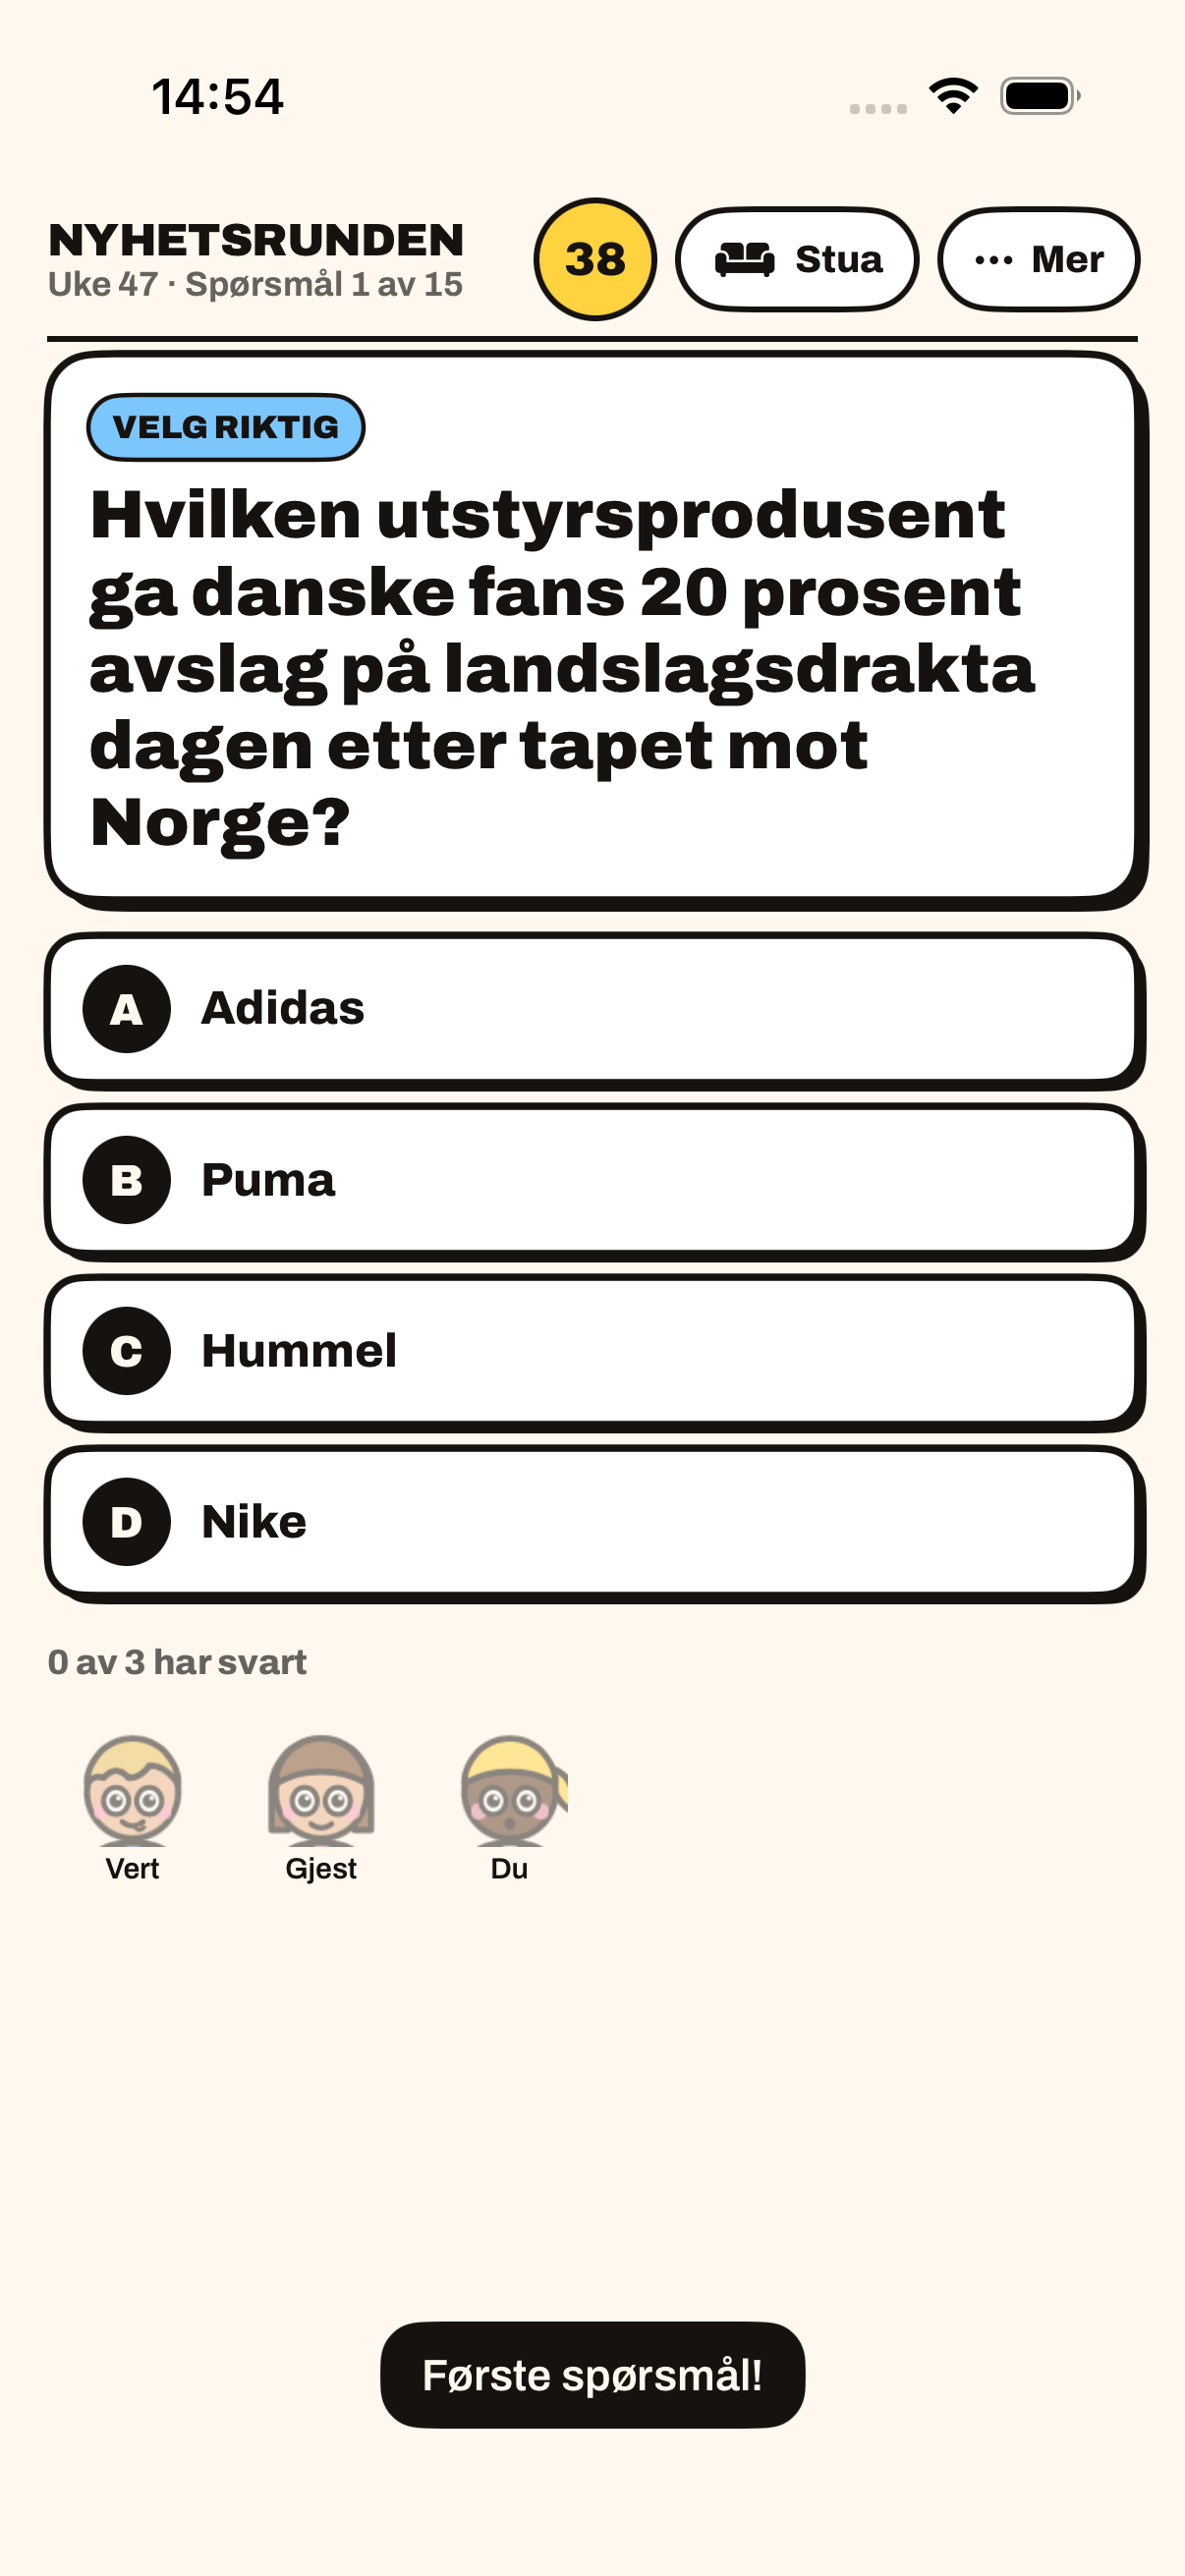 14:54
NYHETSRUNDEN
Uke 47 · Spørsmål 1 av 15
38
Stua
··· Mer
VELG RIKTIG
Hvilken utstyrsprodusent
ga danske fans 20 prosent
avslag på landslagsdrakta
dagen etter tapet mot
Norge?
A Adidas
B Puma
C Hummel
D Nike
0 av 3 har svart
Vert
Gjest
Du
Første spørsmål!